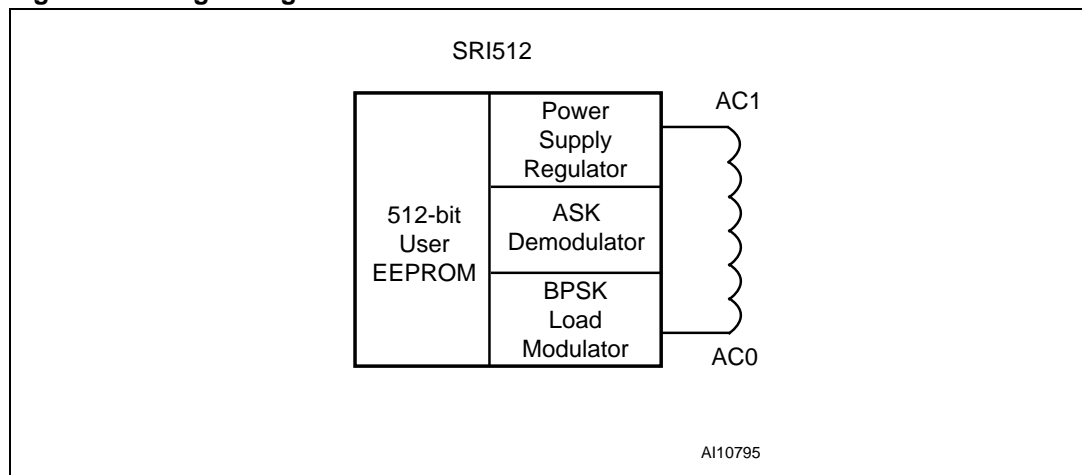 SRI512
AC1
Power
Supply
Regulator
512-bit
User
EEPROM
ASK
Demodulator
BPSK
Load
Modulator
AC0
AI10795